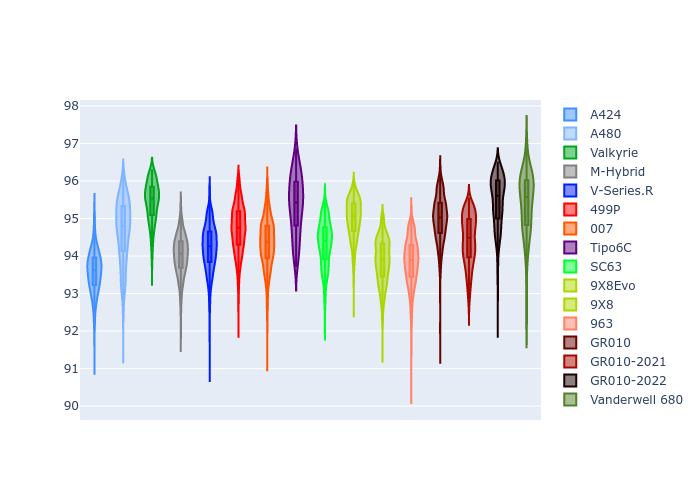 98
97
96
95
94
93
92
91
90
A424
A480
Valkyrie
M-Hybrid
V-Series.R
499P
007
Tipo6C
SC63
9X8Evo
9X8
963
GR010
GR010-2021
GR010-2022
Vanderwell 680